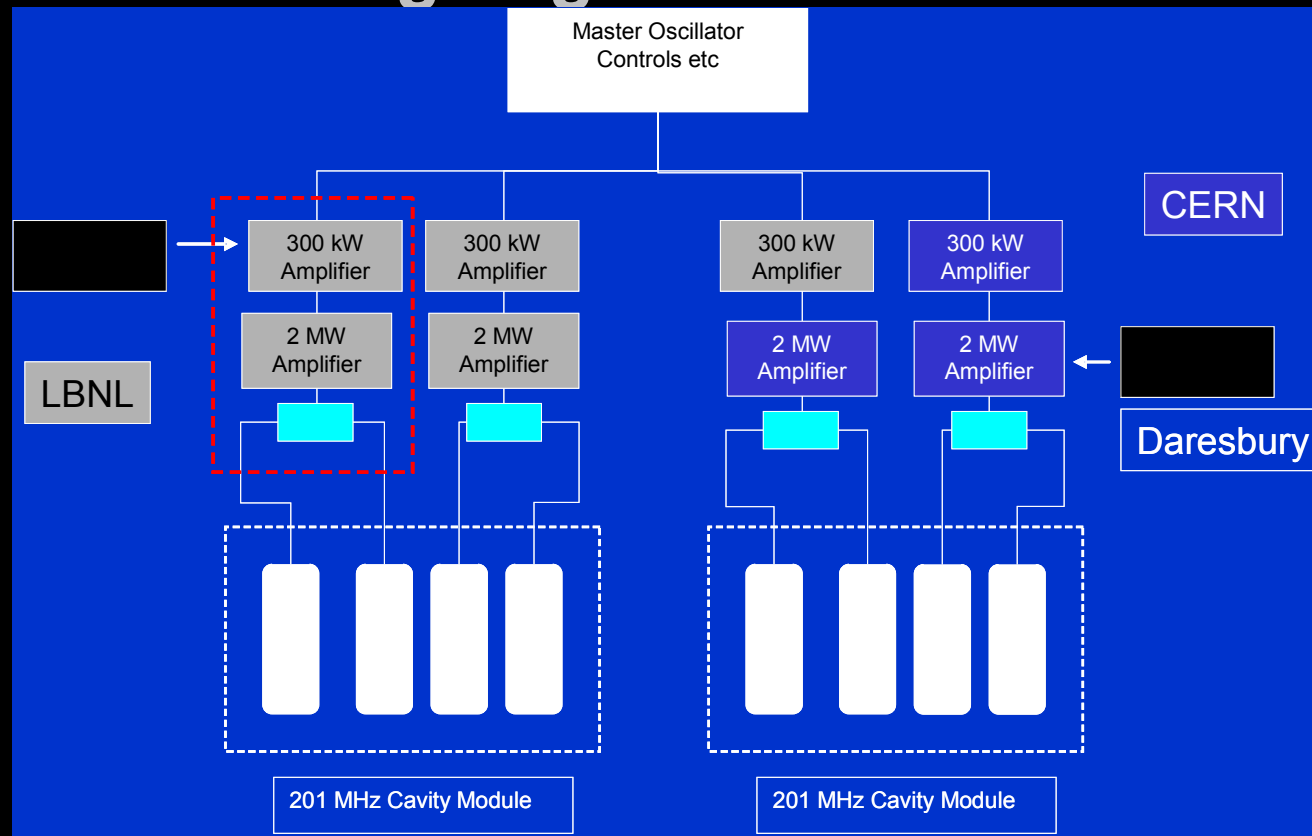 Master Oscillator
Controls etc
CERN
300 kW
Amplifier
300 kW
Amplifier
300 kW
Amplifier
300 kW
Amplifier
2 MW
Amplifier
2 MW
Amplifier
2 MW
Amplifier
2 MW
Amplifier
LBNL
Daresbury
201 MHz Cavity Module
201 MHz Cavity Module